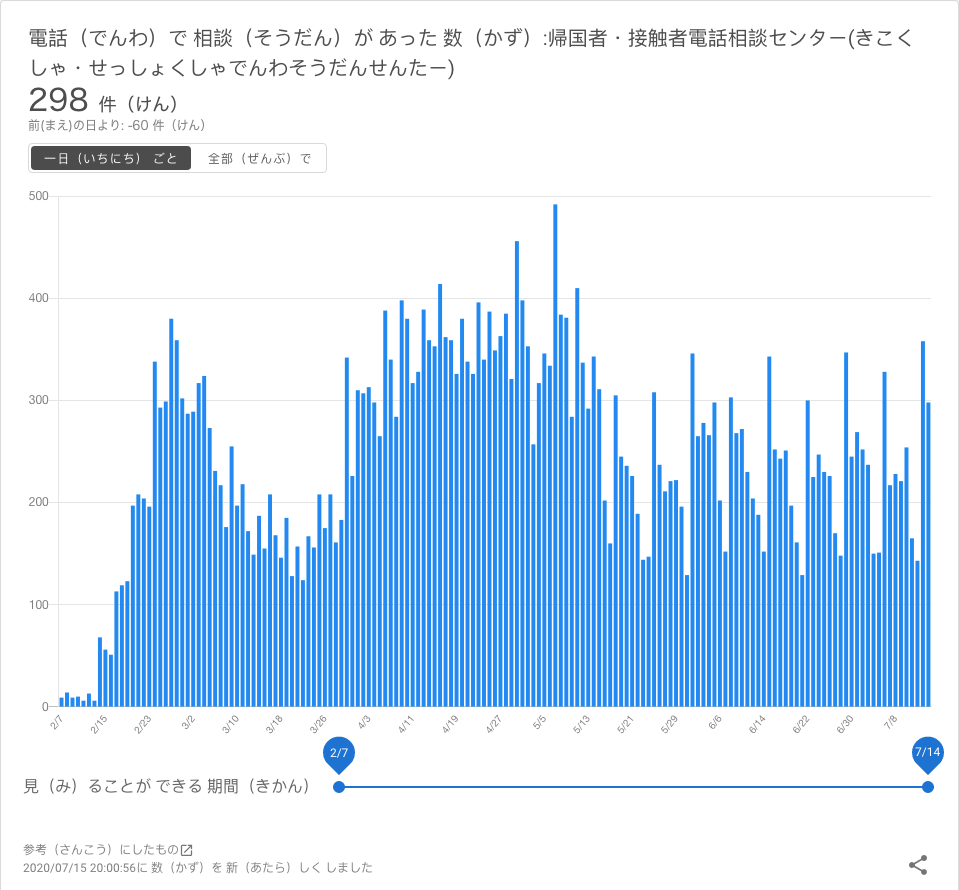 電話（でんわ）で 相談（そうだん）が あった 数（かず）:帰国者・接触者電話相談センター(きこく
しゃ・せっしょくしゃでんわそうだんせんたー)
298 件（けん）
前(まえ)の日より: -60 件（けん）
一日（いちにち） ごと 全部（ぜんぶ）で
500
400
300
200
100
0
2/7 2/15 2/23 3/2 3/10 3/18 3/26 4/3 4/11 4/19 4/27 5/5 5/13 5/21 5/29 6/6 6/14 6/22 6/30 7/8
2/7 7/14
見（み）ることが できる 期間（きかん）
参考（さんこう）にしたもの
2020/07/15 20:00:56に 数（かず）を 新（あたら）しく しました